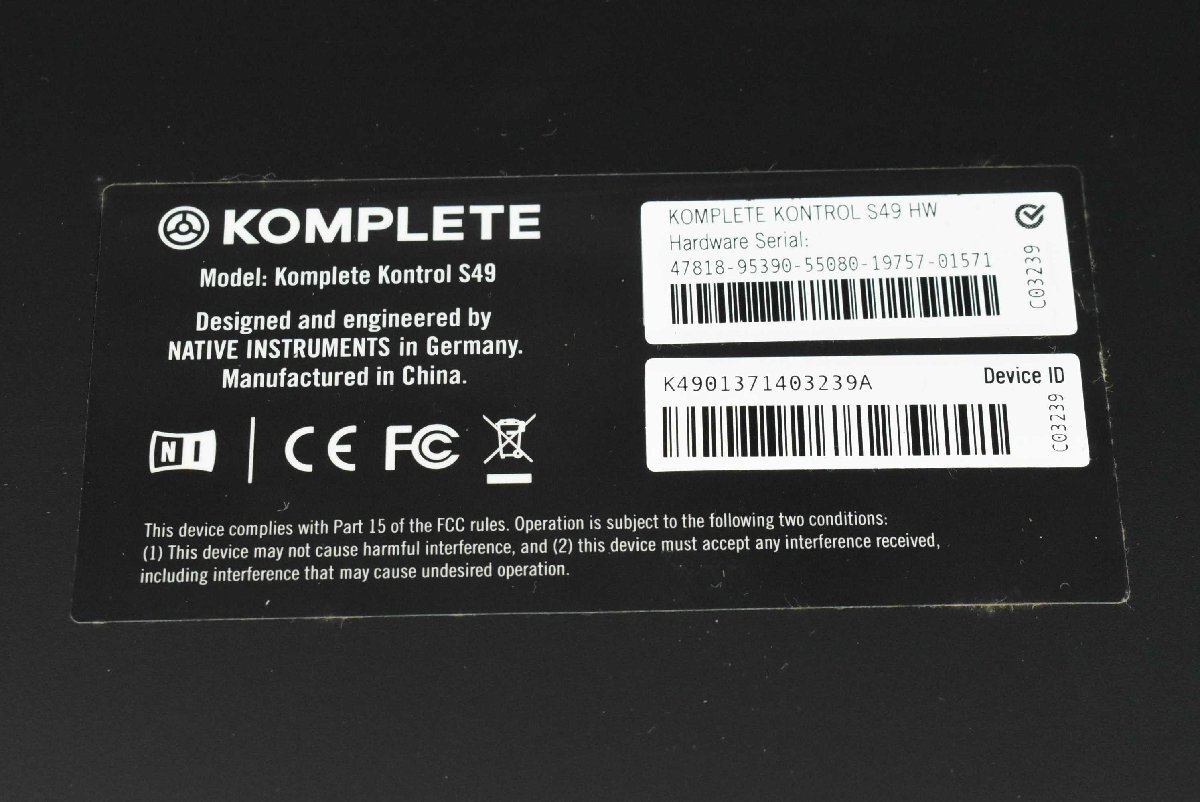 KOMPLETE
Model: Komplete Kontrol S49
Designed and engineered by
NATIVE INSTRUMENTS in Germany.
Manufactured in China.
NI
CE FC
This device complies with Part 15 of the FCC rules. Operation is subject to the following two conditions:
(1) This device may not cause harmful interference, and (2) this device must accept any interference received,
including interference that may cause undesired operation.
KOMPLETE KONTROL S49 HW
Hardware Serial:
47818-95390-55080-19757-01571
C03239
K4901371403239A Device ID
C03239